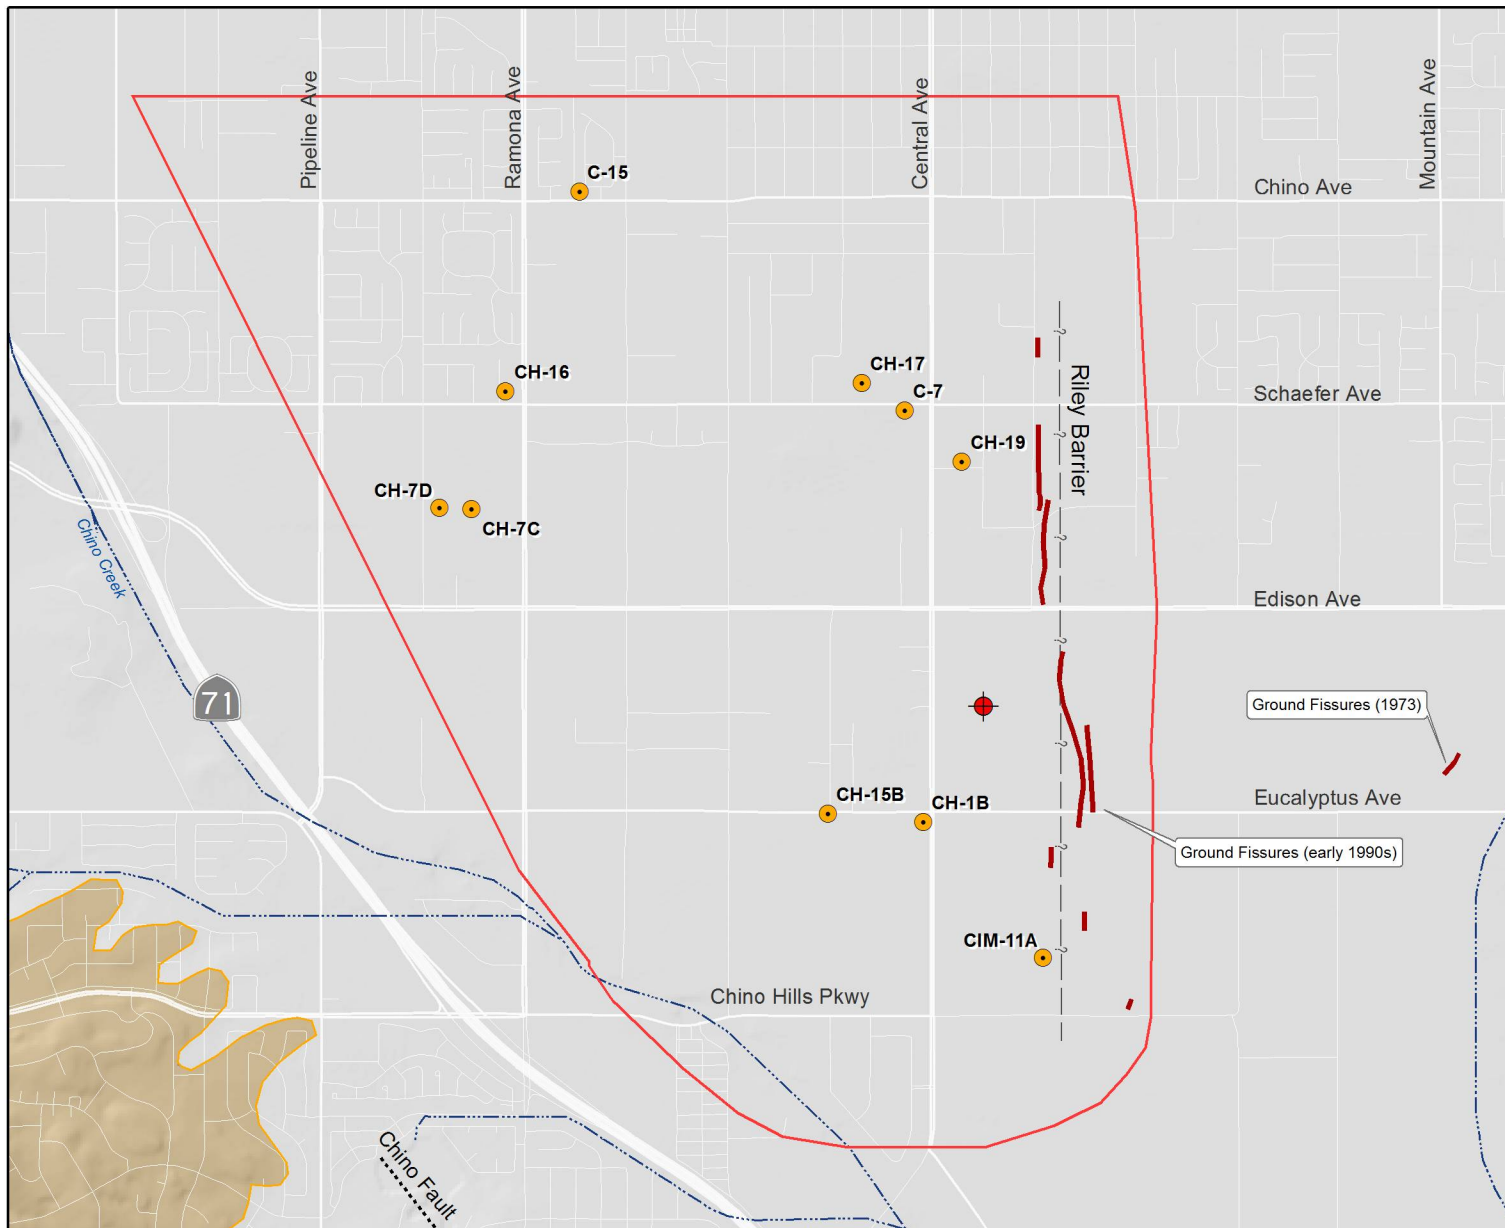 Pipeline Ave
Ramona Ave
Central Ave
Mountain Ave
C-15
Chino Ave
CH-16
CH-17
C-7
Schaefer Ave
Riley Barrier
CH-19
CH-7D
CH-7C
Chino Creek
Edison Ave
71
Ground Fissures (1973)
CH-15B
CH-1B
Eucalyptus Ave
Ground Fissures (early 1990s)
CIM-11A
Chino Hills Pkwy
Chino Fault
?
?
?
?
?
?
?